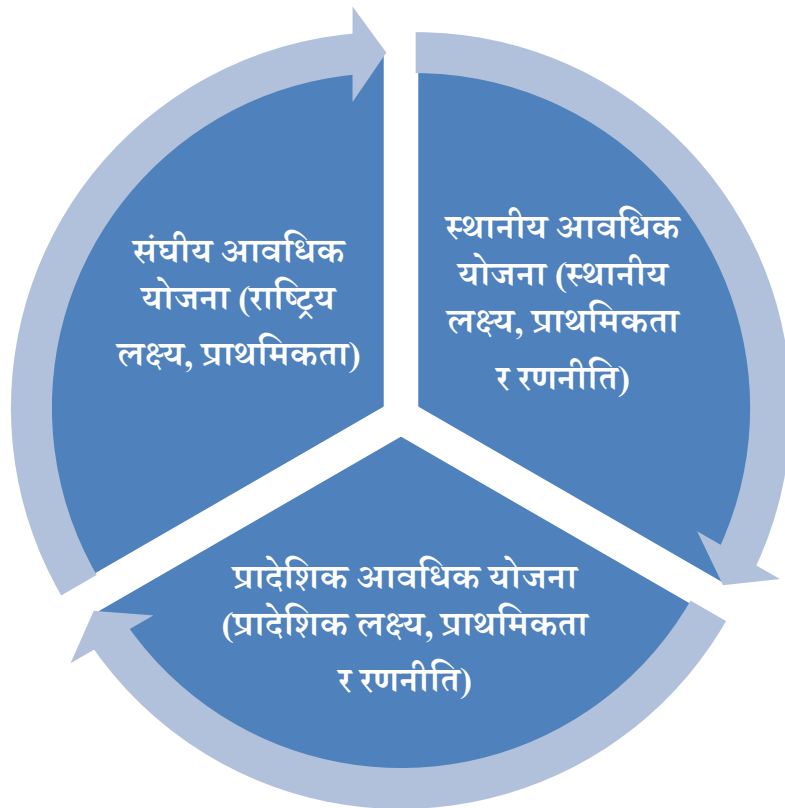 संघीय आवधिक
योजना (राष्ट्रिय
लक्ष्य, प्राथमिकता)
स्थानीय आवधिक
योजना (स्थानीय
लक्ष्य, प्राथमिकता
र रणनीति)
प्रादेशिक आवधिक योजना
(प्रादेशिक लक्ष्य, प्राथमिकता
र रणनीति)